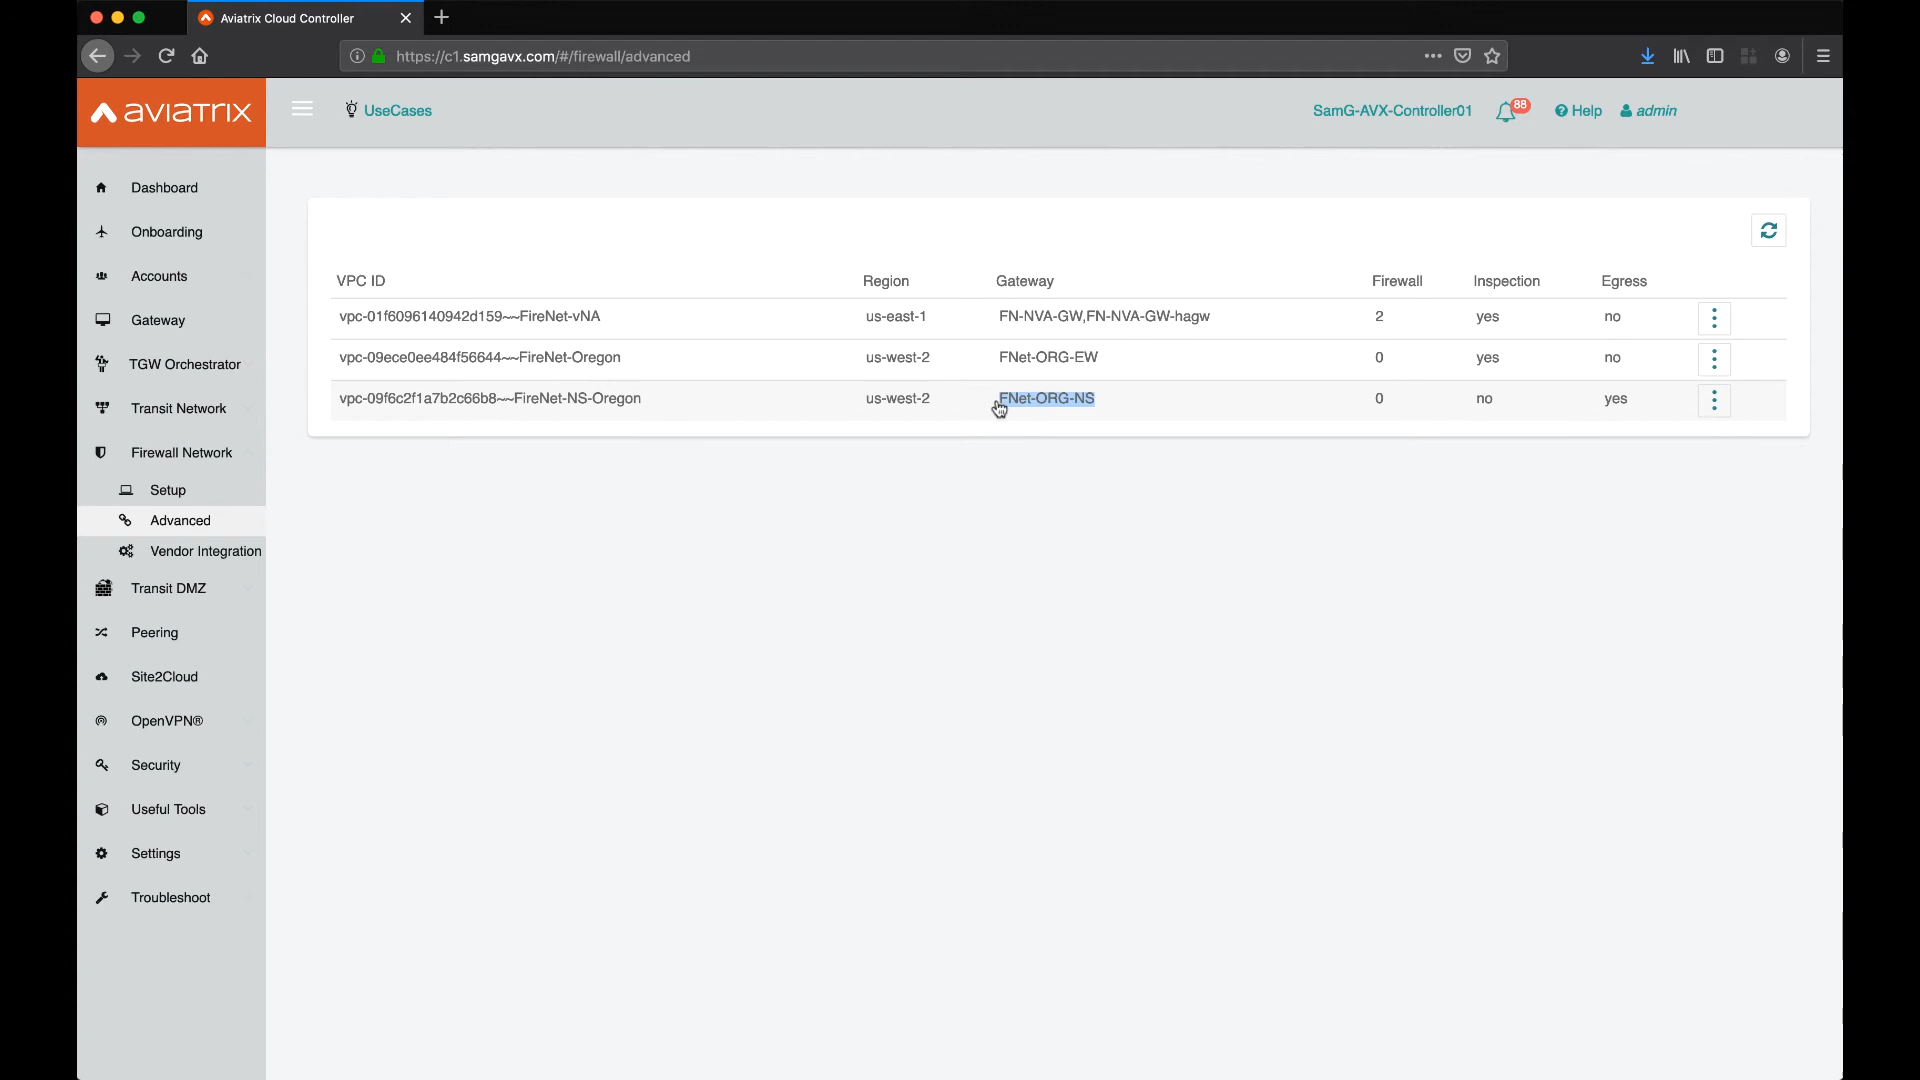 Aviatrix Cloud Controller
https://c1.samgavx.com/#/firewall/advanced
aviatrix
UseCases
SamG-AVX-Controller01
88
Help
admin
Dashboard
Onboarding
Accounts
Gateway
TGW Orchestrator
Transit Network
Firewall Network
Setup
Advanced
Vendor Integration
Transit DMZ
Peering
Site2Cloud
OpenVPN®
Security
Useful Tools
Settings
Troubleshoot
VPC ID Region Gateway Firewall Inspection Egress
vpc-01f6096140942d159~~FireNet-vNA us-east-1 FN-NVA-GW,FN-NVA-GW-hagw 2 yes no
vpc-09ece0ee484f56644~~FireNet-Oregon us-west-2 FNet-ORG-EW 0 yes no
vpc-09f6c2f1a7b2c66b8~~FireNet-NS-Oregon us-west-2 FNet-ORG-NS 0 no yes